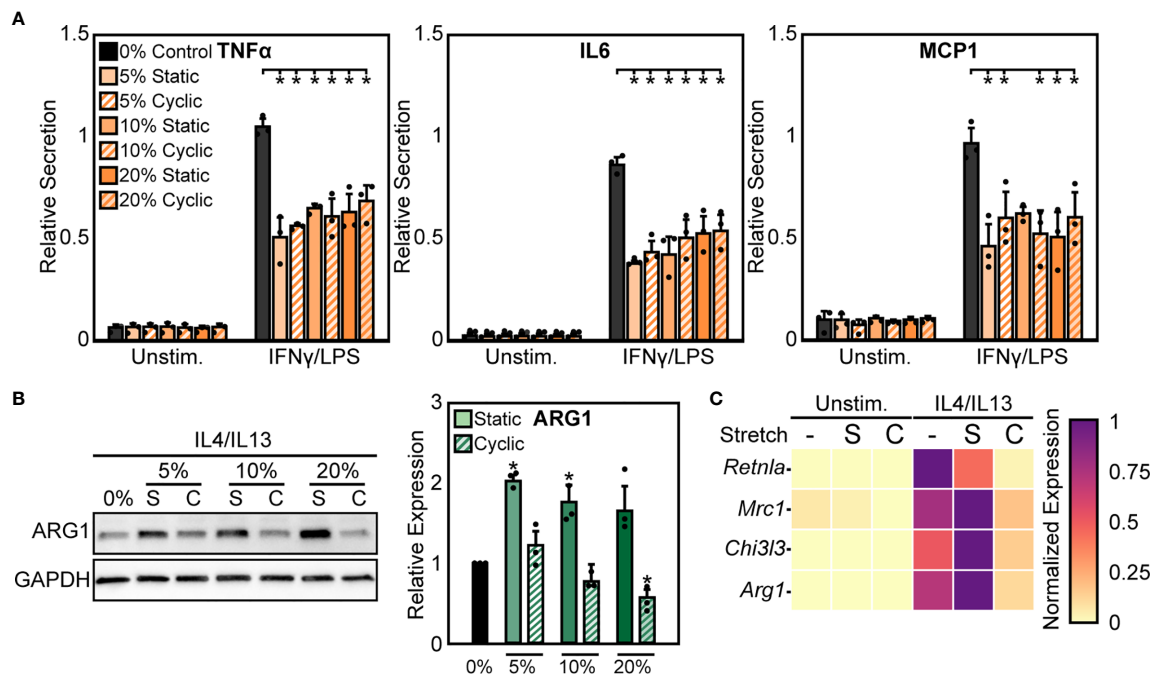 A
TNFα
0% Control
5% Static
5% Cyclic
10% Static
10% Cyclic
20% Static
20% Cyclic
* * * * * *
Relative Secretion
1.5
1
0.5
0
Unstim.
IFNγ/LPS
IL6
* * * * * *
Relative Secretion
1.5
1
0.5
0
Unstim.
IFNγ/LPS
MCP1
* * * * *
Relative Secretion
1.5
1
0.5
0
Unstim.
IFNγ/LPS
B
IL4/IL13
5% 10% 20%
0% S C S C S C
ARG1
GAPDH
ARG1
Static
Cyclic
* * *
Relative Expression
3
2
1
0
0% 5% 10% 20%
C
Unstim. IL4/IL13
Stretch - S C - S C
Retnla
Mrc1
Chi3l3
Arg1
Normalized Expression
1
0.75
0.5
0.25
0